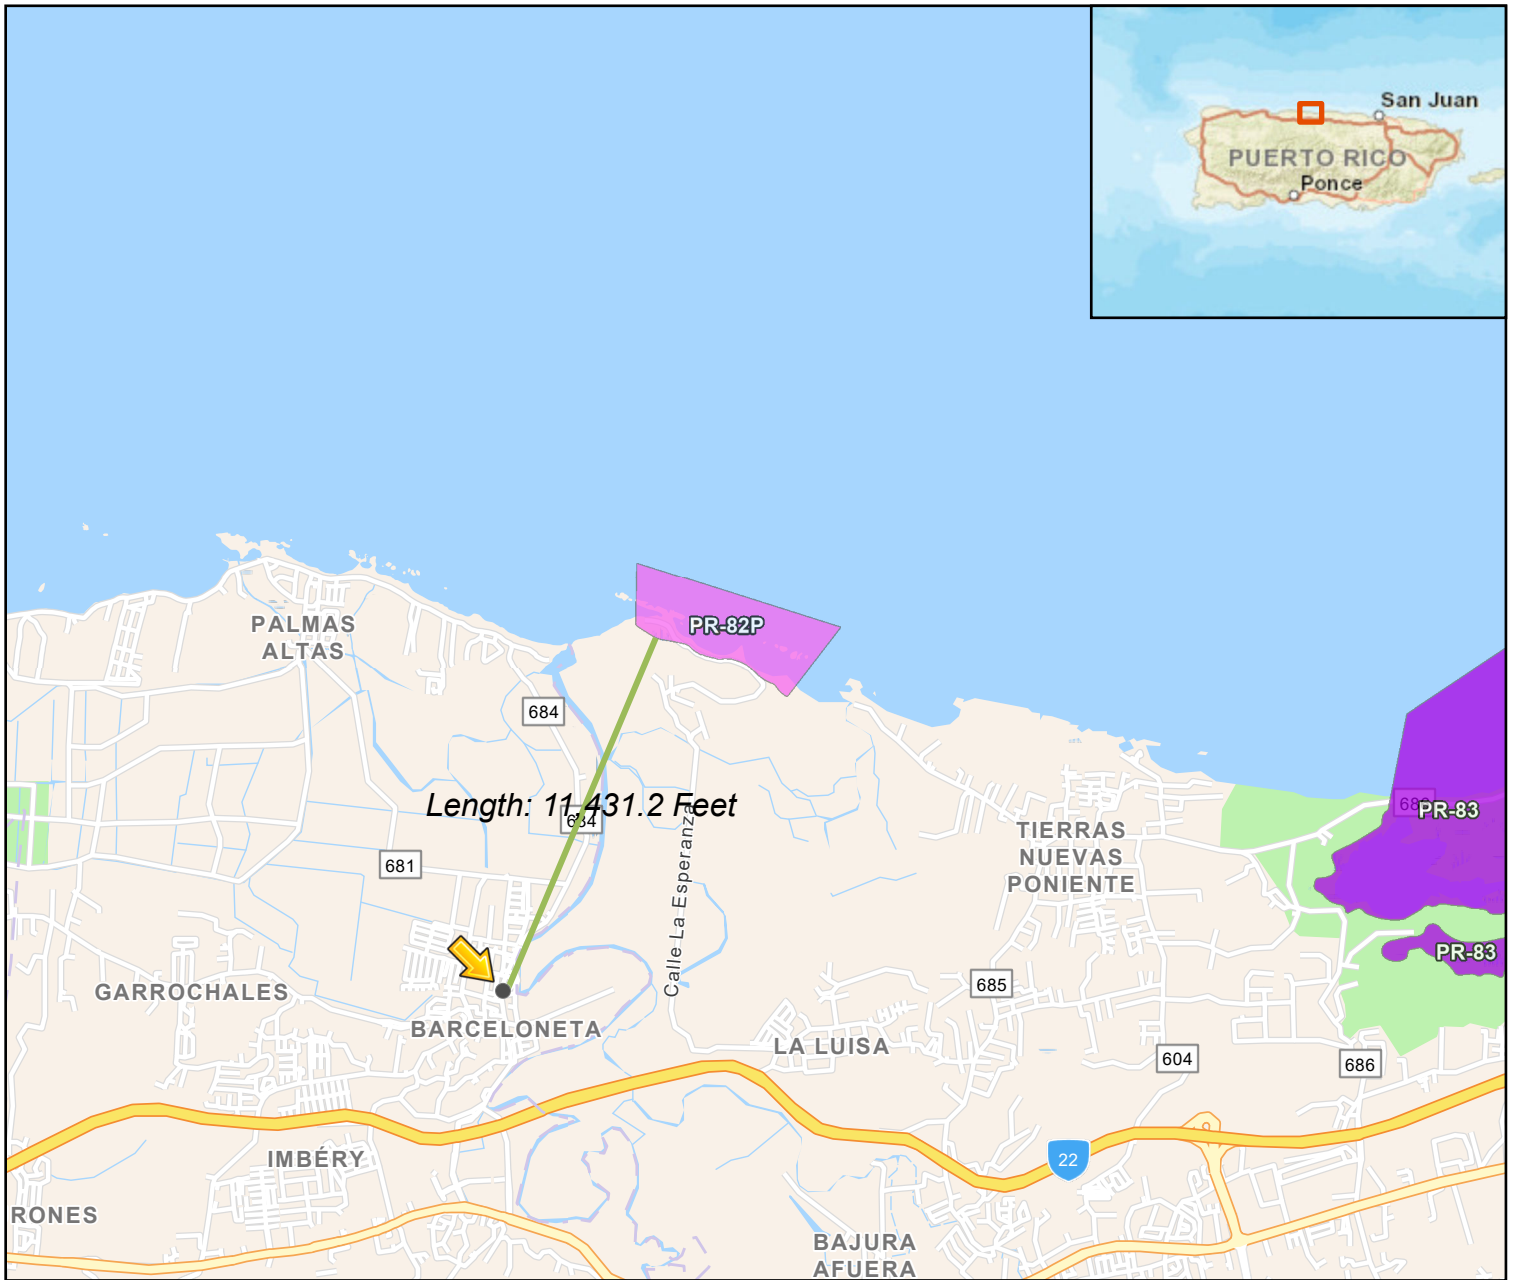 San Juan
PUERTO RICO
Ponce
PALMAS
ALTAS
PR-82P
684
Length: 11,431.2 Feet
684
681
Calle La Esperanza
TIERRAS
NUEVAS
PONIENTE
PR-83
PR-83
GARROCHALES
685
BARCELONETA
LA LUISA
604
686
IMBÉRY
22
RONES
BAJURA
AFUERA